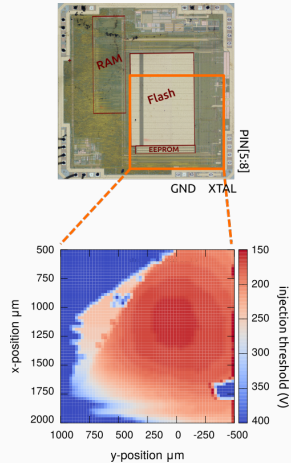 RAM
Flash
EEPROM
PIN[5:8]
GND XTAL
500
750
1000
1250
1500
1750
2000
1000 750 500 250 0 -250 -500
x-position µm
y-position µm
150
200
250
300
350
400
injection threshold (V)